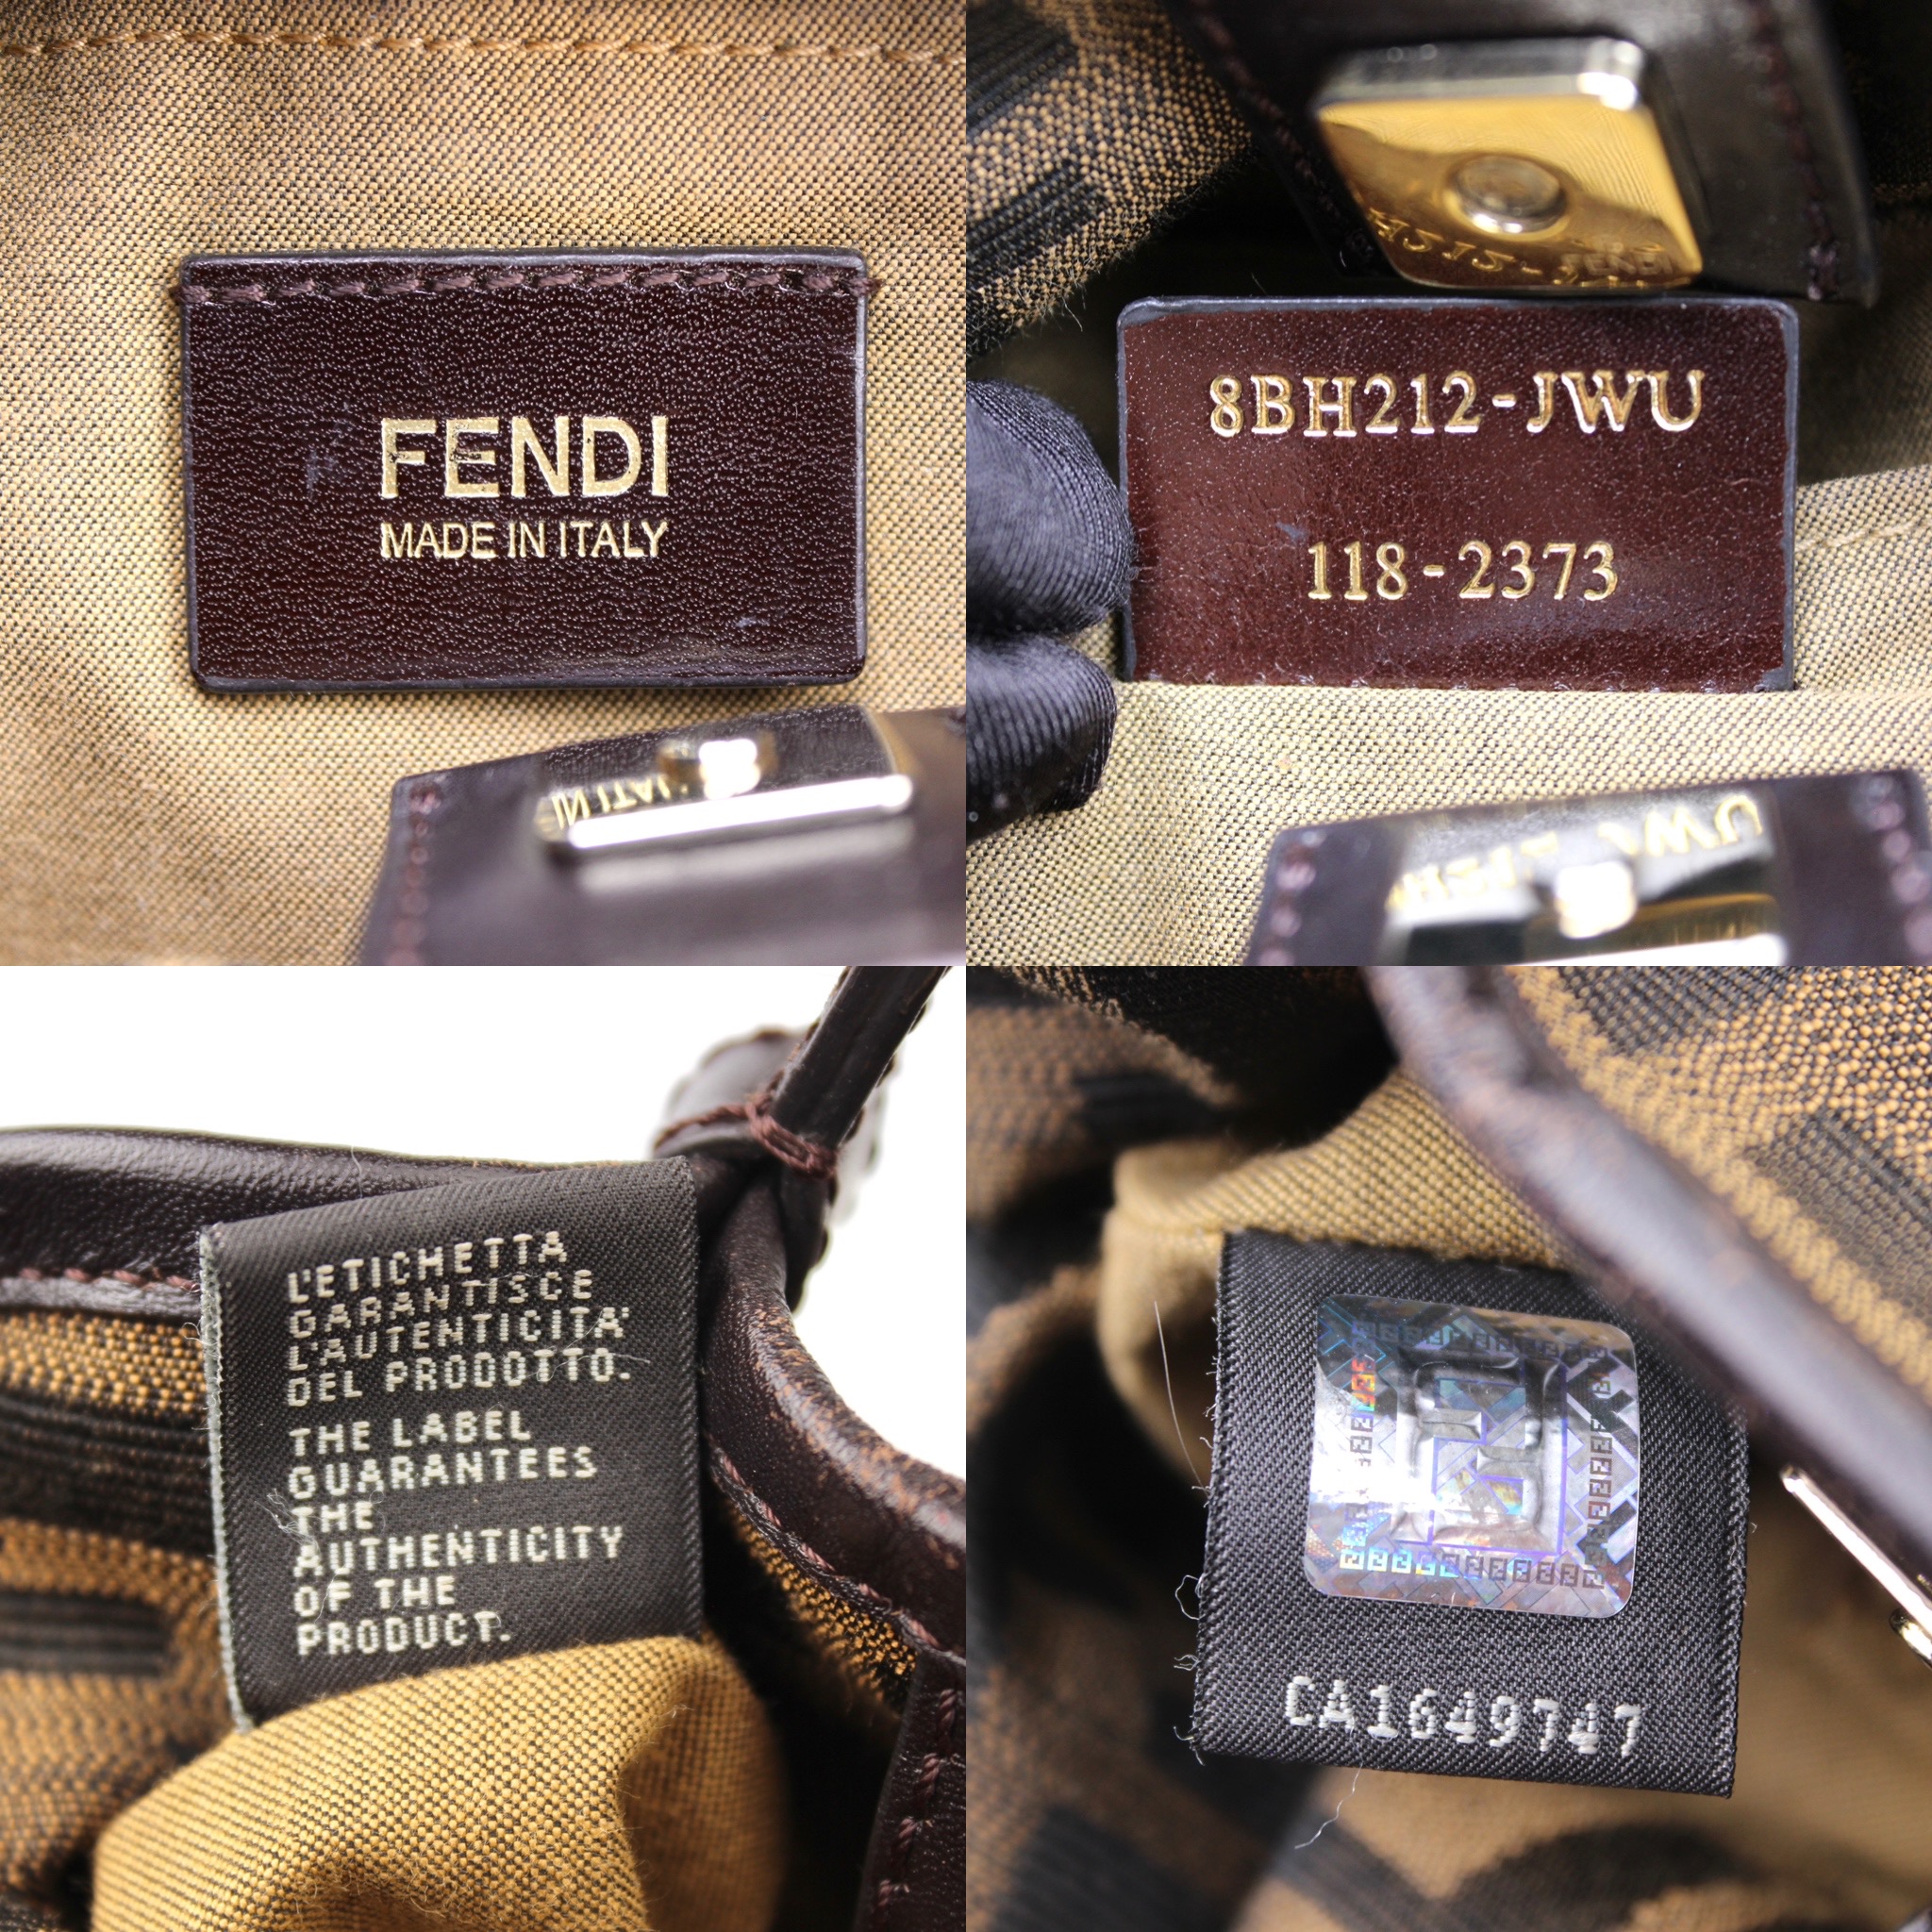 FENDI
MADE IN ITALY
FENDI
8BH212-JWU
118-2373
L'ETICHETTA
GARANTISCE
L'AUTENTICITA'
DEL PRODOTTO.
THE LABEL
GUARANTEES
THE
AUTHENTICITY
OF THE
PRODUCT.
CA1649747